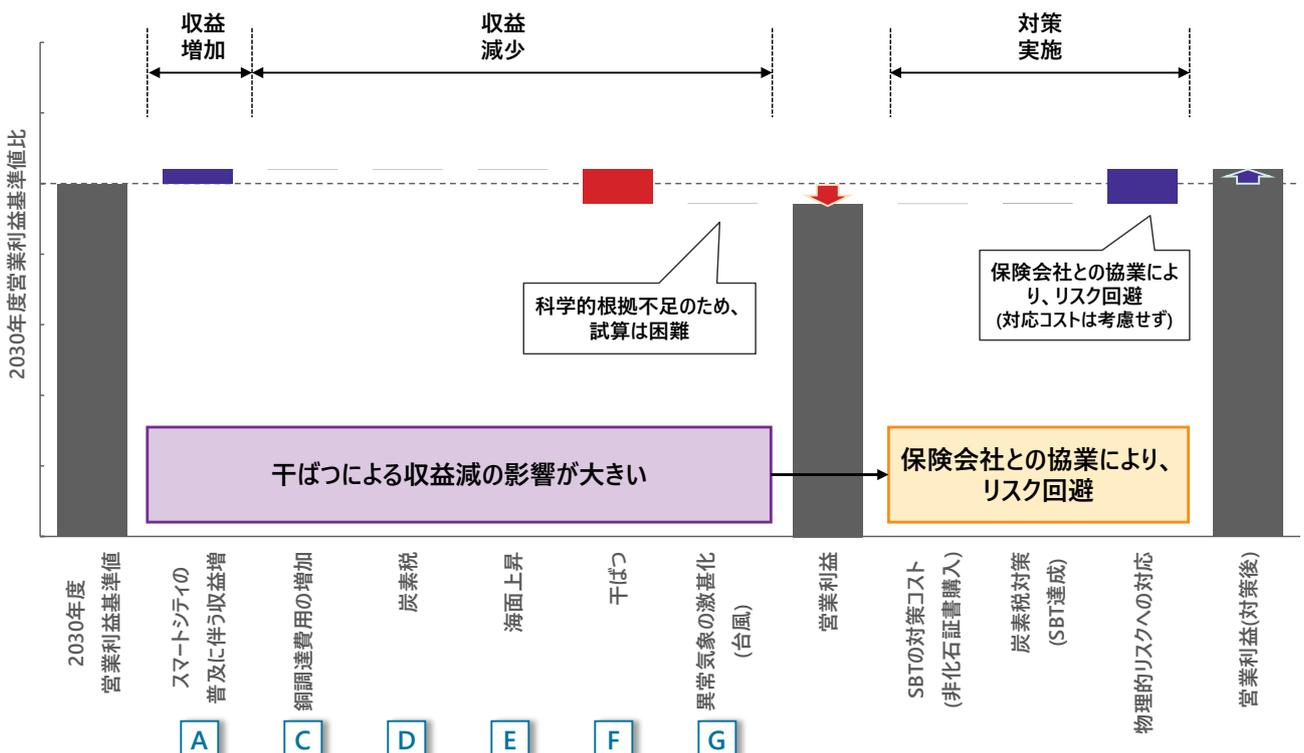 収益
増加
収益
減少
対策
実施
2030年度営業利益基準値比
科学的根拠不足のため、
試算は困難
保険会社との協業によ
り、リスク回避
(対応コストは考慮せず)
干ばつによる収益減の影響が大きい
保険会社との協業により、
リスク回避
2030年度
営業利益基準値
スマートシティの
普及に伴う収益増
銅調達費用の増加
炭素税
海面上昇
干ばつ
異常気象の激甚化
(台風)
営業利益
SBTの対策コスト
(非化石証書購入)
炭素税対策
(SBT達成)
物理的リスクへの対応
営業利益(対策後)
A
C
D
E
F
G